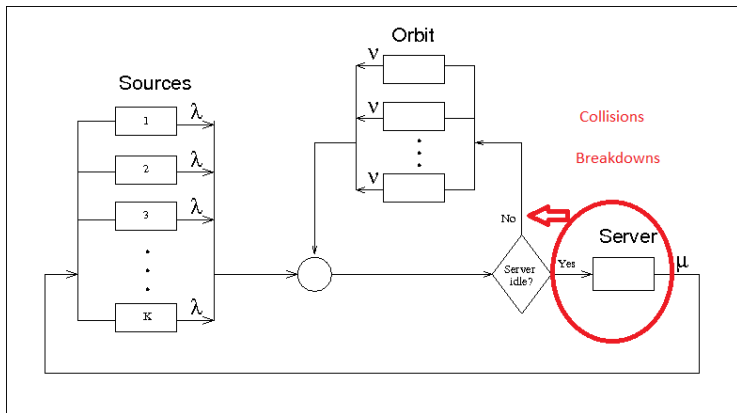 Orbit
Sources
ν
1
λ
ν
Collisions
2
λ
Breakdowns
3
λ
ν
No
Server
Server
idle?
Yes
μ
K
λ